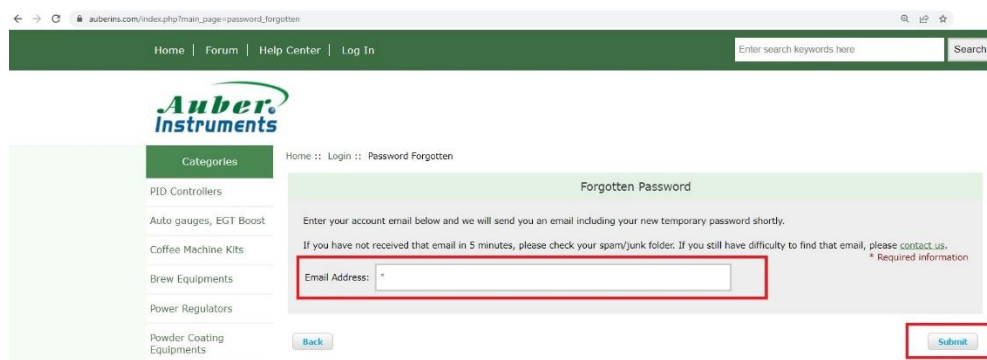 auberins.com/index.php?main_page=password_forgotten
Home | Forum | Help Center | Log In
Enter search keywords here
Search
Auber
Instruments
Categories
PID Controllers
Auto gauges, EGT Boost
Coffee Machine Kits
Brew Equipments
Power Regulators
Powder Coating
Equipments
Home :: Login :: Password Forgotten
Forgotten Password
Enter your account email below and we will send you an email including your new temporary password shortly.
If you have not received that email in 5 minutes, please check your spam/junk folder. If you still have difficulty to find that email, please contact us.
* Required information
Email Address: *
Back
Submit